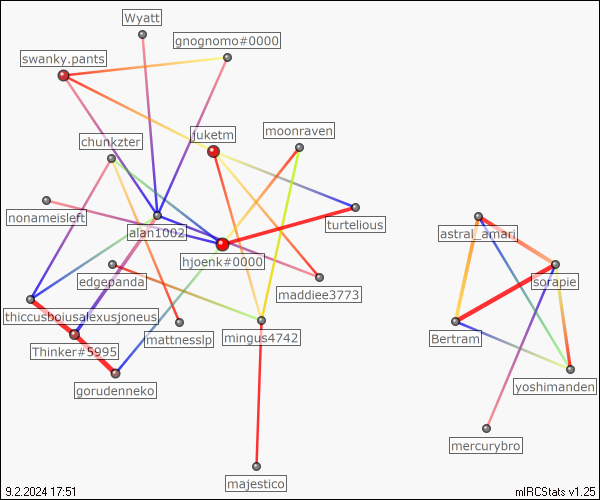 Wyatt
gnognomo#0000
swanky.pants
juketm
moonraven
chunkzter
nonameisleft
alan1002
turtelious
astral_amari
hjoenk#0000
edgepanda
sorapie
maddiee3773
thiccusboiusalexusjoneus
mattnesslp
mingus4742
Bertram
Thinker#5995
gorudenneko
yoshimanden
mercurybro
majestico
9.2.2024 17:51
mIRCStats v1.25